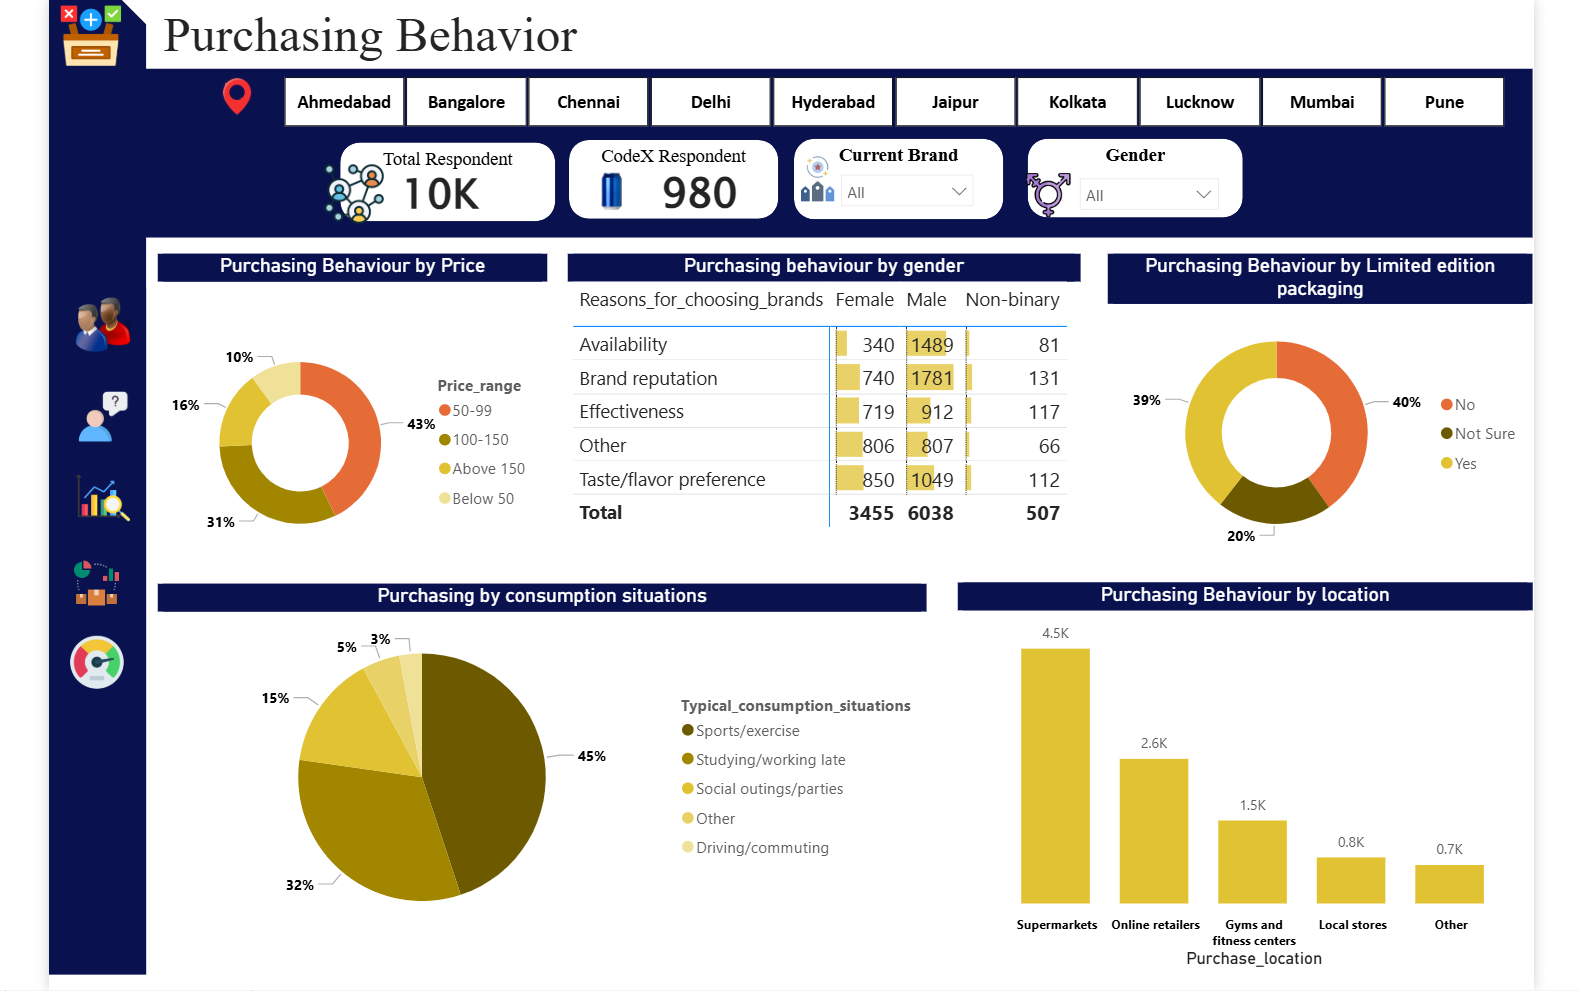 Purchasing Behavior
Ahmedabad Bangalore Chennai Delhi Hyderabad Jaipur Kolkata Lucknow Mumbai Pune
Total Respondent
10K
CodeX Respondent
980
Current Brand
All
Gender
All
Purchasing Behaviour by Price
10%
16%
43%
31%
Price_range
50-99
100-150
Above 150
Below 50
Purchasing behaviour by gender
Reasons_for_choosing_brands Female Male Non-binary
Availability 340 1489 81
Brand reputation 740 1781 131
Effectiveness 719 912 117
Other 806 807 66
Taste/flavor preference 850 1049 112
Total 3455 6038 507
Purchasing Behaviour by Limited edition
packaging
39%
40%
20%
No
Not Sure
Yes
?
Purchasing by consumption situations
5% 3%
15%
45%
32%
Typical_consumption_situations
Sports/exercise
Studying/working late
Social outings/parties
Other
Driving/commuting
Purchasing Behaviour by location
4.5K
2.6K
1.5K
0.8K
0.7K
Supermarkets Online retailers Gyms and Local stores Other
fitness centers
Purchase_location